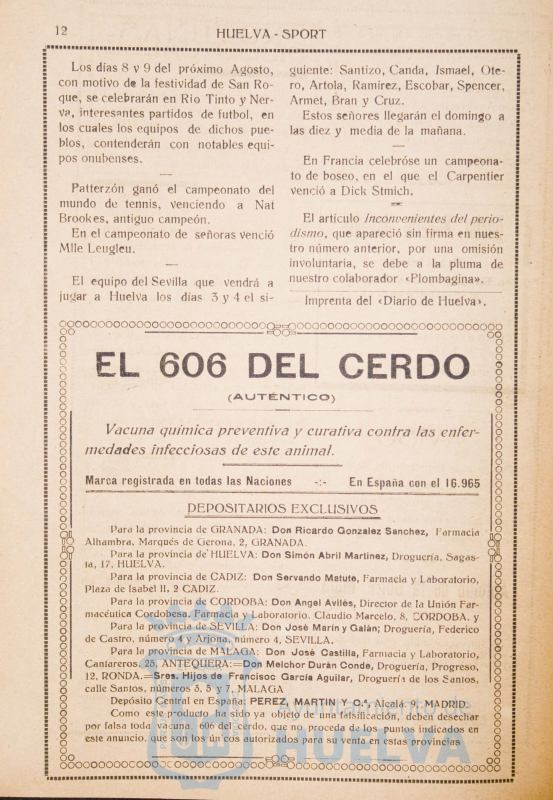 12
HUELVA - SPORT
Los días 8 y 9 del próximo Agosto,
con motivo de la festividad de San Ro-
que, se celebrarán en Rio Tinto y Ner-
va, interesantes partidos de futbol, en
los cuales los equipos de dichos pue-
blos, contenderán con notables equi-
pos onubenses.
—
Patterzón ganó el campeonato del
mundo de tennis, venciendo a Nat
Brookes, antiguo campeón.
En el campeonato de señoras venció
Mlle Leugleu.
—
El equipo del Sevilla que vendrá a
jugar a Huelva los días 3 y 4 el si-
guiente: Santizo, Canda, Ismael, Ote-
ro, Artola, Ramirez, Escobar, Spencer,
Armet, Bran y Cruz.
Estos señores llegarán el domingo a
las diez y media de la mañana.
—
En Francia celebróse un campeona-
to de boseo, en el que el Carpentier
venció a Dick Stmich.
El artículo Inconvenientes del perio-
dismo, que apareció sin firma en nues-
tro número anterior, por una omisión
involuntaria, se debe a la pluma de
nuestro colaborador «Plombagina».
Imprenta del «Diario de Huelva».
EL 606 DEL CERDO
(AUTÉNTICO)
Vacuna química preventiva y curativa contra las enfer-
medades infecciosas de este animal.
Marca registrada en todas las Naciones -:- En España con el 16.965
DEPOSITARIOS EXCLUSIVOS
Para la provincia de GRANADA: Don Ricardo Gonzalez Sanchez, Farmacia
Alhambra. Marqués de Gerona, 2, GRANADA.
Para la provincia de HUELVA: Don Simón Abril Martínez, Droguería, Sagas-
ta, 17, HUELVA.
Para la provincia de CADIZ: Don Servando Matute, Farmacia y Laboratorio,
Plaza de Isabel II, 2 CADIZ.
Para la provincia de CORDOBA: Don Angel Avilés, Director de la Unión Far-
macéutica Cordobesa, Farmacia y Laboratorio. Claudio Marcelo, 8, CORDOBA. y
Para la provincia de SEVILLA: Don José Marín y Galán; Droguería, Federico
de Castro, número 4 y Arjona, número 4, SEVILLA.
Para la provincia de MALAGA: Don José Castilla, Farmacia y Laboratorio,
Cantareros, 25, ANTEQUERA:=Don Melchor Durán Conde, Droguería, Progreso,
12, RONDA.=Sres. Hijos de Francisoc García Aguilar, Droguería de los Santos,
calle Santos, números 3, 5 y 7, MALAGA
Depósito Central en España: PEREZ, MARTIN Y C.ª, Alcalá, 9, MADRID.
Como este producto ha sido ya objeto de una falsificación, deben desechar
por falsa toda vacuna 606 del cerdo, que no proceda de los puntos indicados en
este anuncio, que son los úncos autorizados para su venta en estas provincias
HUELVA